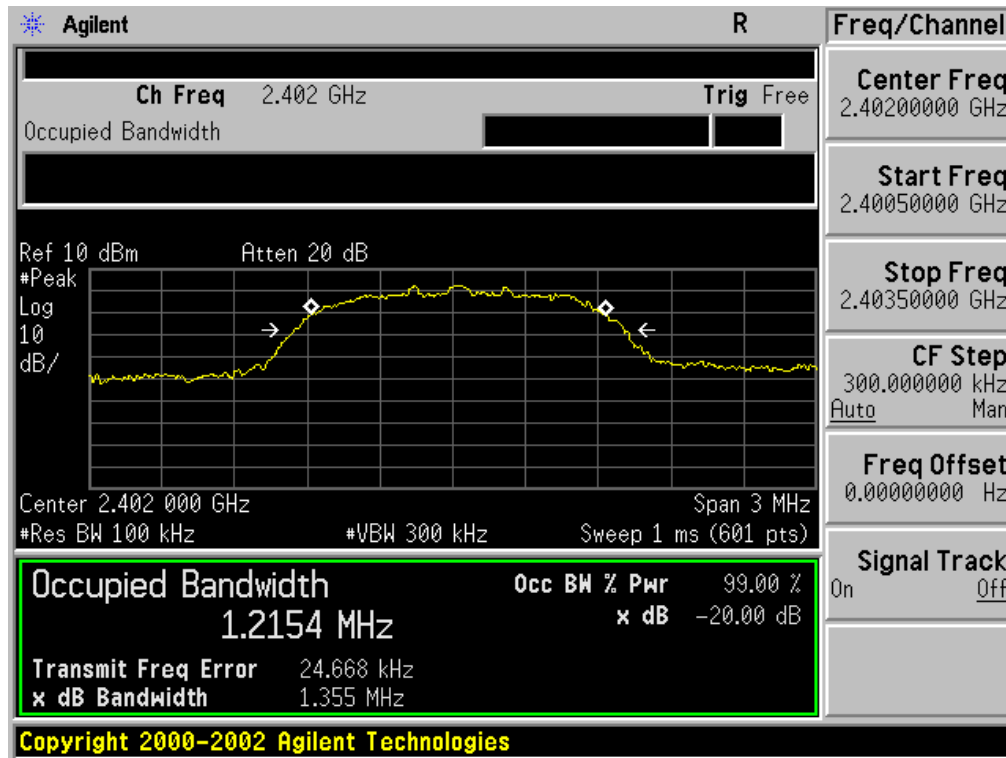 Agilent R Freq/Channel
Ch Freq 2.402 GHz Trig Free
Occupied Bandwidth
Center Freq
2.40200000 GHz
Start Freq
2.40050000 GHz
Stop Freq
2.40350000 GHz
CF Step
300.000000 kHz
Auto Man
Freq Offset
0.00000000 Hz
Signal Track
On Off
Ref 10 dBm Atten 20 dB
#Peak
Log
10
dB/
Center 2.402 000 GHz Span 3 MHz
#Res BW 100 kHz #VBW 300 kHz Sweep 1 ms (601 pts)
Occupied Bandwidth Occ BW % Pwr 99.00 %
1.2154 MHz x dB -20.00 dB
Transmit Freq Error 24.668 kHz
x dB Bandwidth 1.355 MHz
Copyright 2000-2002 Agilent Technologies